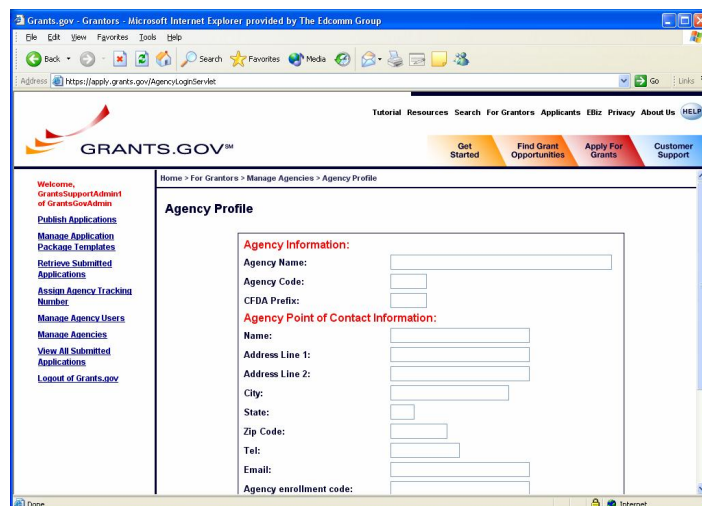 Grants.gov - Grantors - Microsoft Internet Explorer provided by The Edcomm Group
File Edit View Favorites Tools Help
Back Search Favorites Media
Address https://apply.grants.gov/AgencyLoginServlet Go Links
Tutorial Resources Search For Grantors Applicants EBiz Privacy About Us HELP
GRANTS.GOV SM
Get Started
Find Grant Opportunities
Apply For Grants
Customer Support
Welcome,
GrantsSupportAdmin1
of GrantsGovAdmin
Publish Applications
Manage Application
Package Templates
Retrieve Submitted
Applications
Assign Agency Tracking
Number
Manage Agency Users
Manage Agencies
View All Submitted
Applications
Logout of Grants.gov
Home > For Grantors > Manage Agencies > Agency Profile
Agency Profile
Agency Information:
Agency Name:
Agency Code:
CFDA Prefix:
Agency Point of Contact Information:
Name:
Address Line 1:
Address Line 2:
City:
State:
Zip Code:
Tel:
Email:
Agency enrollment code:
Done Internet